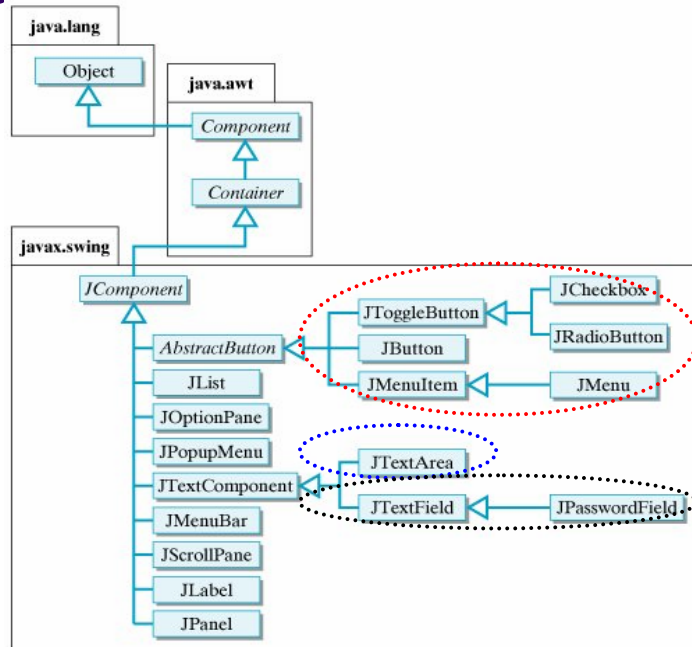 java.lang
Object
java.awt
Component
Container
javax.swing
JComponent
JCheckbox
JToggleButton
JRadioButton
AbstractButton
JButton
JList
JMenuItem
JMenu
JOptionPane
JPopupMenu
JTextArea
JTextComponent
JTextField
JPasswordField
JMenuBar
JScrollPane
JLabel
JPanel